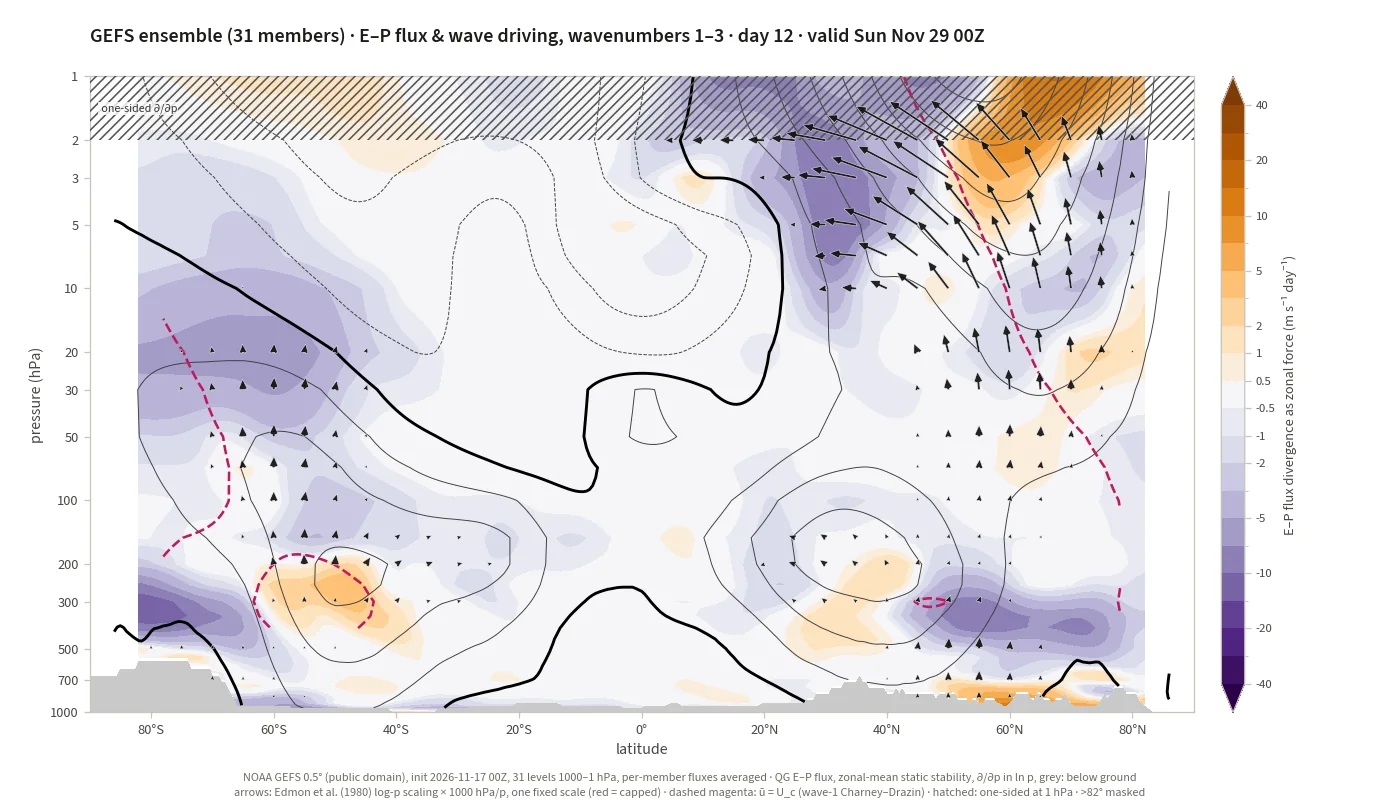 GEFS ensemble (31 members) · E–P flux & wave driving, wavenumbers 1–3 · day 12 · valid Sun Nov 29 00Z
one-sided ∂/∂p
1
2
3
5
10
20
30
50
100
200
300
500
700
1000
pressure (hPa)
80°S
60°S
40°S
20°S
0°
20°N
40°N
60°N
80°N
latitude
40
20
10
5
2
1
0.5
-0.5
-1
-2
-5
-10
-20
-40
E–P flux divergence as zonal force (m s⁻¹ day⁻¹)
NOAA GEFS 0.5° (public domain), init 2026-11-17 00Z, 31 levels 1000–1 hPa, per-member fluxes averaged · QG E–P flux, zonal-mean static stability, ∂/∂p in ln p, grey: below ground
arrows: Edmon et al. (1980) log-p scaling × 1000 hPa/p, one fixed scale (red = capped) · dashed magenta: ū = U_c (wave-1 Charney–Drazin) · hatched: one-sided at 1 hPa · >82° masked